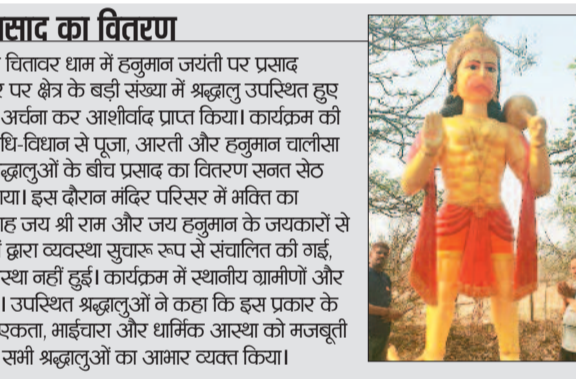 साद का वितरण
चितावर धाम में हनुमान जयंती पर प्रसाद
पर क्षेत्र के बड़ी संख्या में श्रद्धालु उपस्थित हुए
अर्चना कर आशीर्वाद प्राप्त किया। कार्यक्रम की
धि-विधान से पूजा, आरती और हनुमान चालीसा
द्धालुओं के बीच प्रसाद का वितरण सनत सेठ
या। इस दौरान मंदिर परिसर में भक्ति का
ह जय श्री राम और जय हनुमान के जयकारों से
द्वारा व्यवस्था सुचारू रूप से संचालित की गई,
स्था नहीं हुई। कार्यक्रम में स्थानीय ग्रामीणों और
। उपस्थित श्रद्धालुओं ने कहा कि इस प्रकार के
एकता, भाईचारा और धार्मिक आस्था को मजबूती
सभी श्रद्धालुओं का आभार व्यक्त किया।